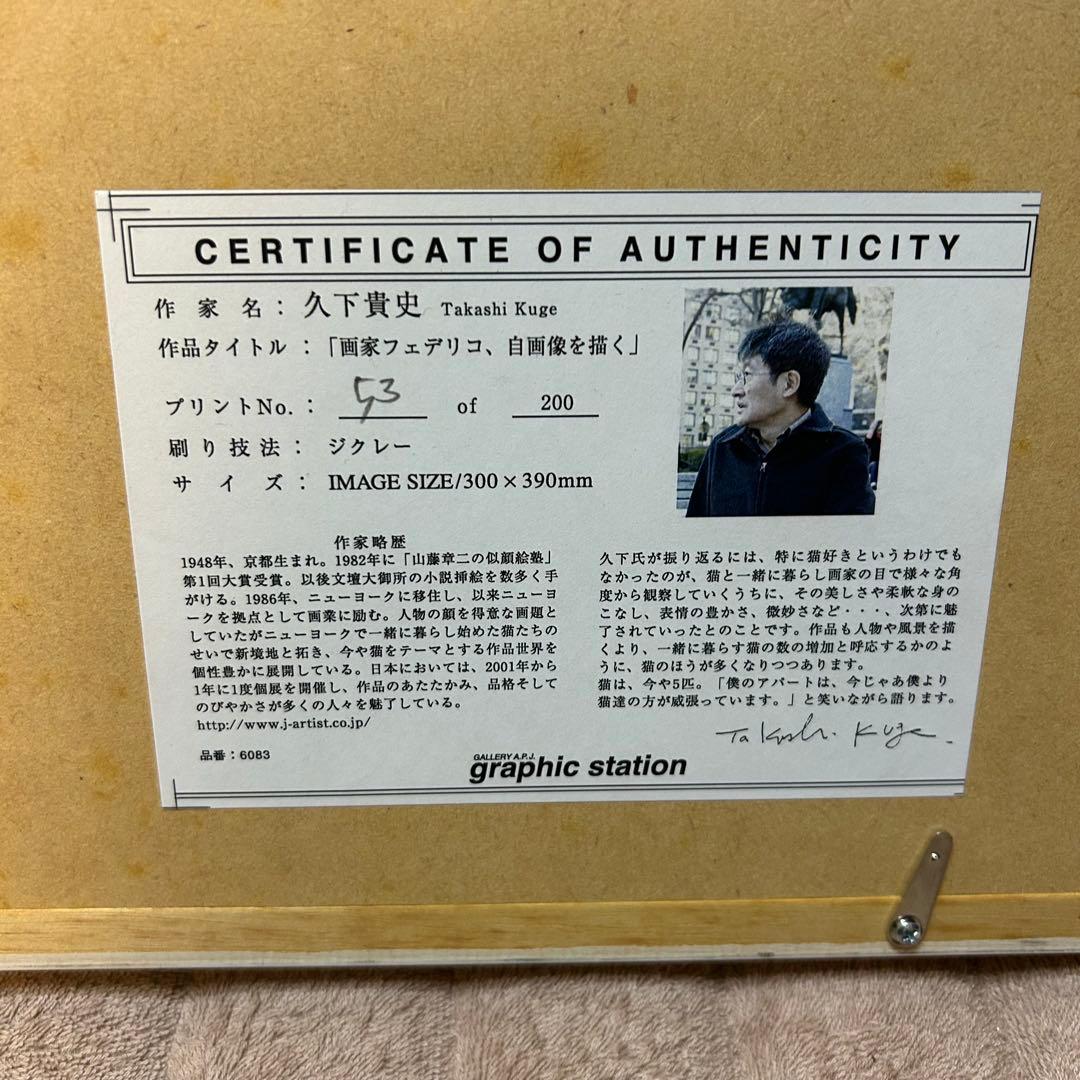 CERTIFICATE OF AUTHENTICITY
作家名：久下貴史 Takashi Kuge
作品タイトル：「画家フェデリコ、自画像を描く」
プリントNo.： 53 of 200
刷り技法： ジクレー
サイズ： IMAGE SIZE/300×390mm
作家略歴
1948年、京都生まれ。1982年に「山藤章二の似顔絵塾」
第1回大賞受賞。以後文壇大御所の小説挿絵を数多く手
がける。1986年、ニューヨークに移住し、以来ニューヨ
ークを拠点として画業に励む。人物の顔を得意な画題と
していたがニューヨークで一緒に暮らし始めた猫たちの
せいで新境地と拓き、今や猫をテーマとする作品世界を
個性豊かに展開している。日本においては、2001年から
1年に1度個展を開催し、作品のあたたかみ、品格そして
のびやかさが多くの人々を魅了している。
http://www.j-artist.co.jp/
品番：6083
久下氏が振り返るには、特に猫好きというわけでも
なかったのが、猫と一緒に暮らし画家の目で様々な角
度から観察していくうちに、その美しさや柔軟な身の
こなし、表情の豊かさ、微妙さなど・・・、次第に魅
了されていったとのことです。作品も人物や風景を描
くより、一緒に暮らす猫の数の増加と呼応するかのよ
うに、猫のほうが多くなりつつあります。
猫は、今や5匹。「僕のアパートは、今じゃあ僕より
猫達の方が威張っています。」と笑いながら語ります。
Takashi Kuge.
GALLERY A.P.J.
graphic station